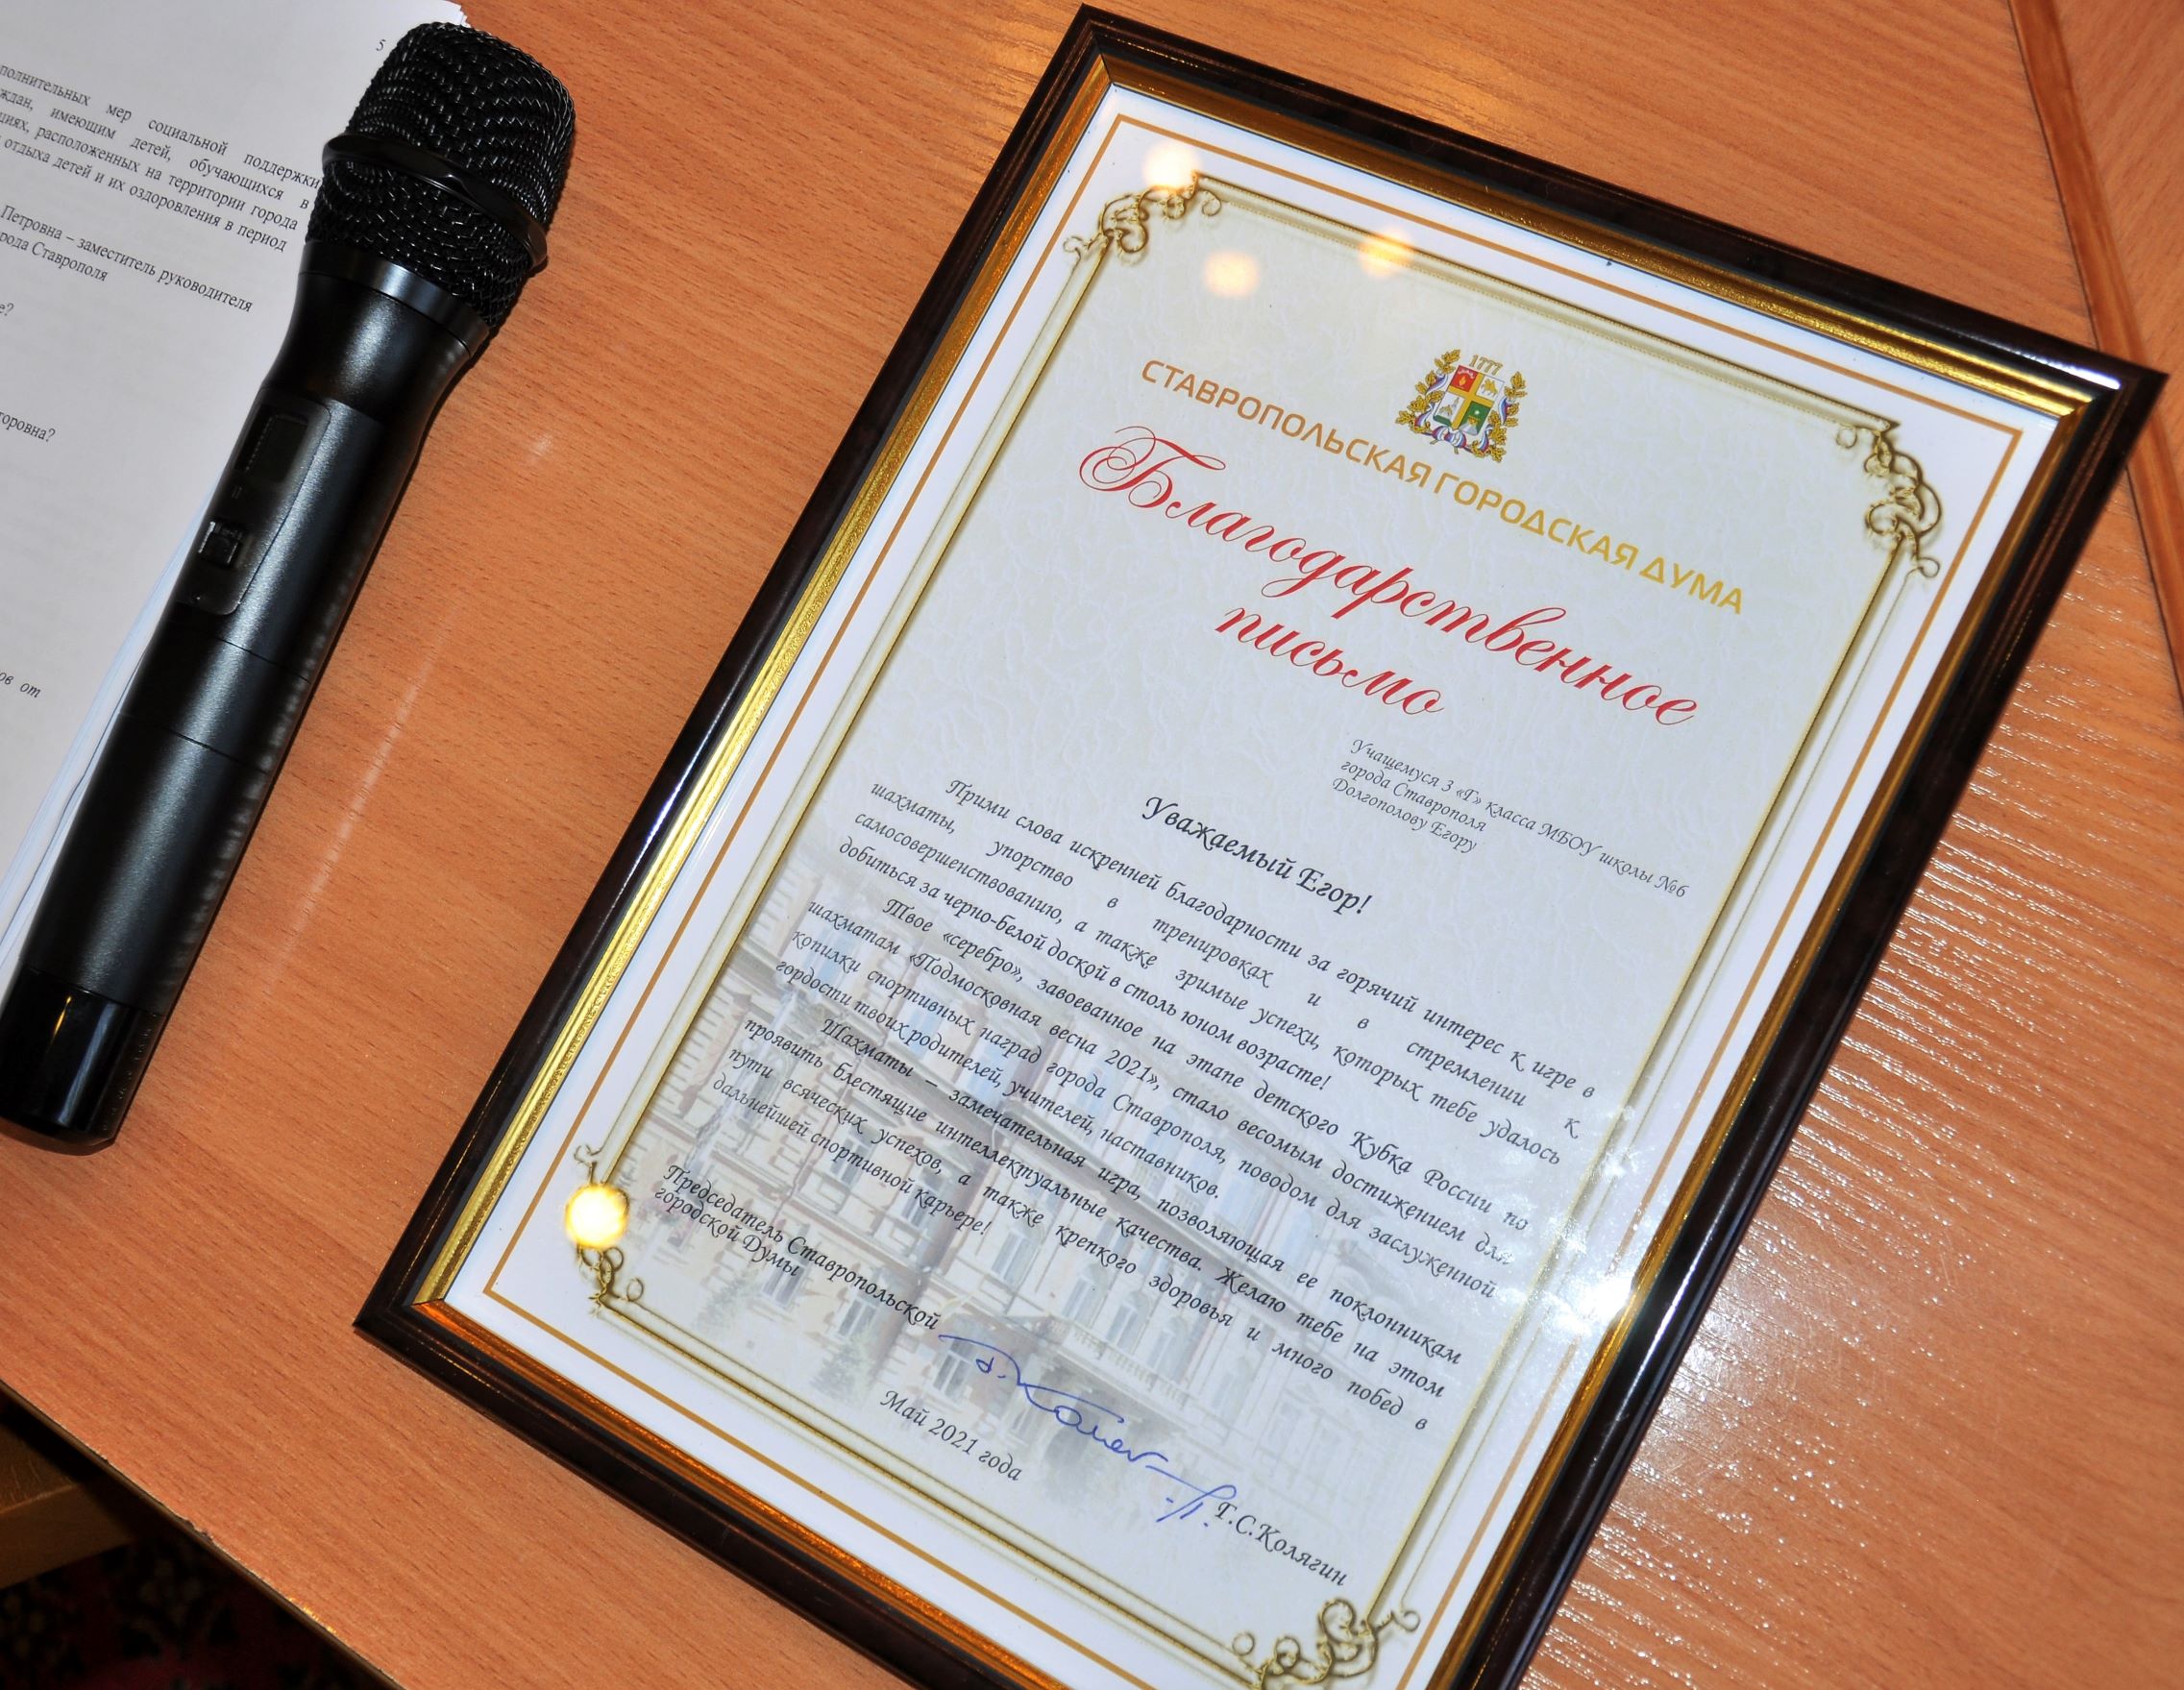 5
полнительных мер социальной поддержки
ждан, имеющим детей, обучающихся в
циях, расположенных на территории города
отдыха детей и их оздоровления в период
Петровна – заместитель руководителя
рода Ставрополя
е?
торовна?
ов от
1777
СТАВРОПОЛЬСКАЯ ГОРОДСКАЯ ДУМА
Благодарственное
письмо
Учащемуся 3 «Г» класса МБОУ школы №6
города Ставрополя
Долгополову Егору
Уважаемый Егор!
Прими слова искренней благодарности за горячий интерес к игре в
шахматы, упорство в тренировках и в стремлении к
самосовершенствованию, а также зримые успехи, которых тебе удалось
добиться за черно-белой доской в столь юном возрасте!
Твое «серебро», завоеванное на этапе детского Кубка России по
шахматам «Подмосковная весна 2021», стало весомым достижением для
копилки спортивных наград города Ставрополя, поводом для заслуженной
гордости твоих родителей, учителей, наставников.
Шахматы – замечательная игра, позволяющая ее поклонникам
проявить блестящие интеллектуальные качества. Желаю тебе на этом
пути всяческих успехов, а также крепкого здоровья и много побед в
дальнейшей спортивной карьере!
Председатель Ставропольской
городской Думы
Г.С.Колягин
Май 2021 года